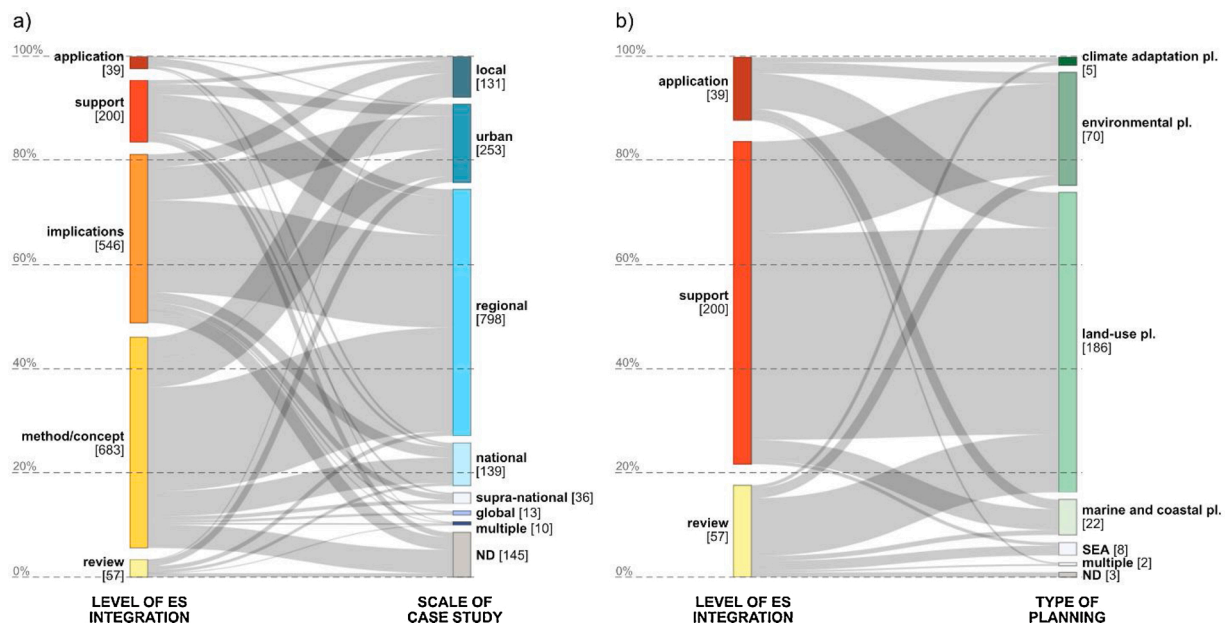 a)
100%
80%
60%
40%
20%
0%
application
[39]
support
[200]
implications
[546]
method/concept
[683]
review
[57]
local
[131]
urban
[253]
regional
[798]
national
[139]
supra-national [36]
global [13]
multiple [10]
ND [145]
LEVEL OF ES
INTEGRATION
SCALE OF
CASE STUDY
b)
100%
80%
60%
40%
20%
0%
application
[39]
support
[200]
review
[57]
climate adaptation pl.
[5]
environmental pl.
[70]
land-use pl.
[186]
marine and coastal pl.
[22]
SEA [8]
multiple [2]
ND [3]
LEVEL OF ES
INTEGRATION
TYPE OF
PLANNING